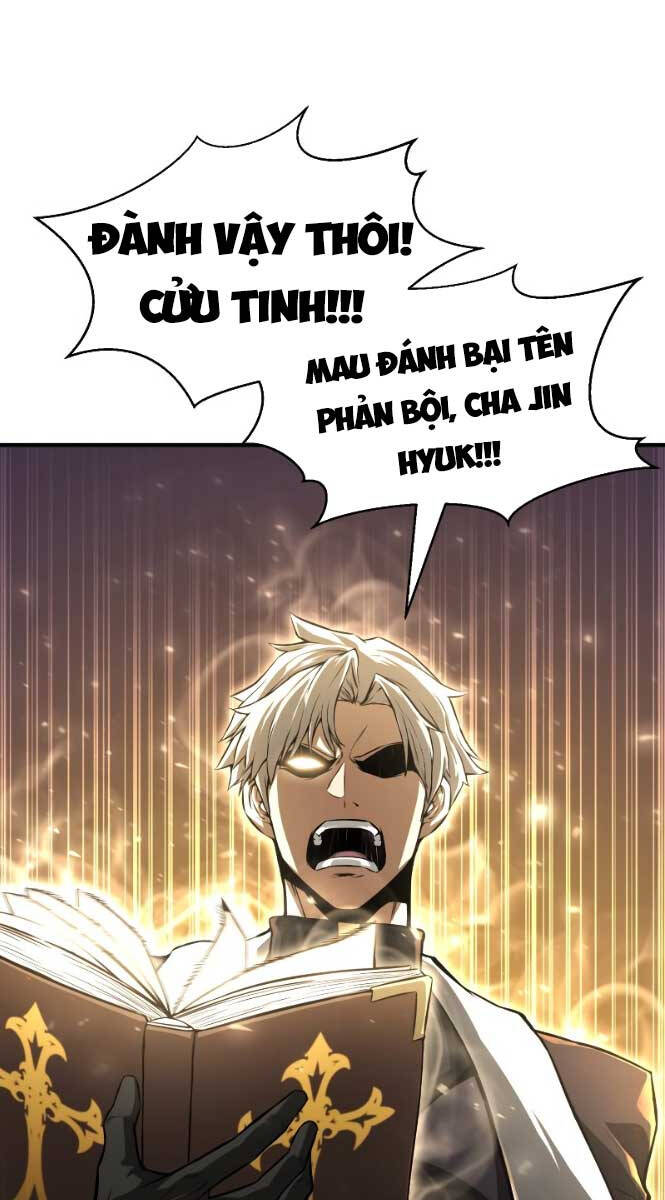 ĐÀNH VẬY THÔI!
CỬU TINH!!!
MAU ĐÁNH BẠI TÊN
PHẢN BỘI, CHA JIN
HYUK!!!